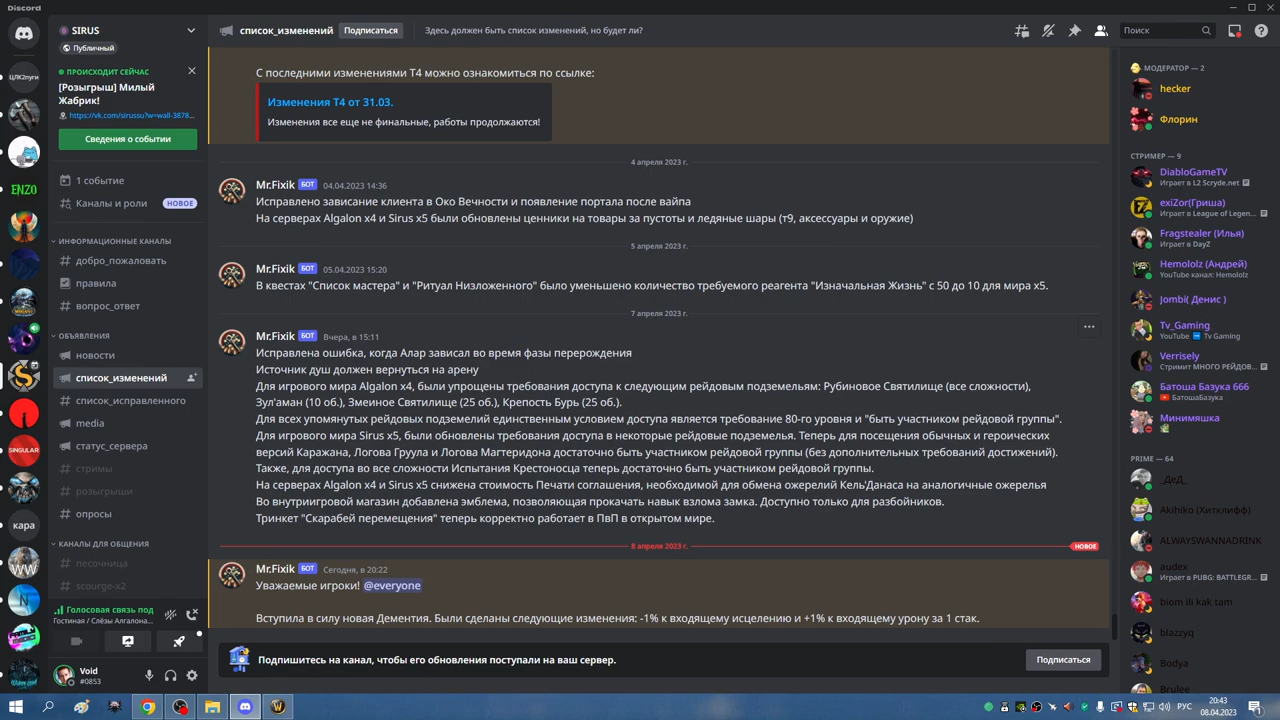 Discord
SIRUS
Публичный
ПРОИСХОДИТ СЕЙЧАС
[Розыгрыш] Милый
Жабрик!
https://vk.com/sirussu?w=wall-3878...
Сведения о событии
1 событие
Каналы и роли
НОВОЕ
ИНФОРМАЦИОННЫЕ КАНАЛЫ
добро_пожаловать
правила
вопрос_ответ
ОБЪЯВЛЕНИЯ
новости
список_изменений
список_исправленного
media
статус_сервера
стримы
розыгрыши
опросы
КАНАЛЫ ДЛЯ ОБЩЕНИЯ
песочница
scourge-x2
Голосовая связь под
Гостиная / Слёзы Алгалона...
Void
#0853
ЦЛК2пуги
ENZO
SINGULAR
кара
список_изменений
Подписаться
Здесь должен быть список изменений, но будет ли?
Поиск
С последними изменениями Т4 можно ознакомиться по ссылке:
Изменения Т4 от 31.03.
Изменения все еще не финальные, работы продолжаются!
4 апреля 2023 г.
Mr.Fixik БОТ 04.04.2023 14:36
Исправлено зависание клиента в Око Вечности и появление портала после вайпа
На серверах Algalon x4 и Sirus x5 были обновлены ценники на товары за пустоты и ледяные шары (т9, аксессуары и оружие)
5 апреля 2023 г.
Mr.Fixik БОТ 05.04.2023 15:20
В квестах "Список мастера" и "Ритуал Низложенного" было уменьшено количество требуемого реагента "Изначальная Жизнь" с 50 до 10 для мира x5.
7 апреля 2023 г.
Mr.Fixik БОТ Вчера, в 15:11
Исправлена ошибка, когда Алар зависал во время фазы перерождения
Источник душ должен вернуться на арену
Для игрового мира Algalon x4, были упрощены требования доступа к следующим рейдовым подземельям: Рубиновое Святилище (все сложности),
Зул'аман (10 об.), Змеиное Святилище (25 об.), Крепость Бурь (25 об.).
Для всех упомянутых рейдовых подземелий единственным условием доступа является требование 80-го уровня и "быть участником рейдовой группы".
Для игрового мира Sirus x5, были обновлены требования доступа в некоторые рейдовые подземелья. Теперь для посещения обычных и героических
версий Каражана, Логова Груула и Логова Магтеридона достаточно быть участником рейдовой группы (без дополнительных требований достижений).
Также, для доступа во все сложности Испытания Крестоносца теперь достаточно быть участником рейдовой группы.
На серверах Algalon x4 и Sirus x5 снижена стоимость Печати соглашения, необходимой для обмена ожерелий Кель'Данаса на аналогичные ожерелья
Во внутриигровой магазин добавлена эмблема, позволяющая прокачать навык взлома замка. Доступно только для разбойников.
Тринкет "Скарабей перемещения" теперь корректно работает в ПвП в открытом мире.
8 апреля 2023 г.
НОВОЕ
Mr.Fixik БОТ Сегодня, в 20:22
Уважаемые игроки! @everyone
Вступила в силу новая Дементия. Были сделаны следующие изменения: -1% к входящему исцелению и +1% к входящему урону за 1 стак.
Подпишитесь на канал, чтобы его обновления поступали на ваш сервер.
Подписаться
МОДЕРАТОР — 2
hecker
Флорин
СТРИМЕР — 9
DiabloGameTV
Играет в L2 Scryde.net
exiZor(Гриша)
Играет в League of Legen...
Fragstealer (Илья)
Играет в DayZ
Hemololz (Андрей)
YouTube канал: Hemololz
Jombi( Денис )
Tv_Gaming
YouTube Tv Gaming
Verrisely
Стримит МНОГО РЕЙДОВ...
Батоша Базука 666
БатошаБазука
Минимяшка
PRIME — 64
_ДеД_
Akihiko (Хитклифф)
ALWAYSWANNADRINK
audex
Играет в PUBG: BATTLEGR...
biom ili kak tam
blazzyq
Bodya
Brulee
РУС
20:43
08.04.2023